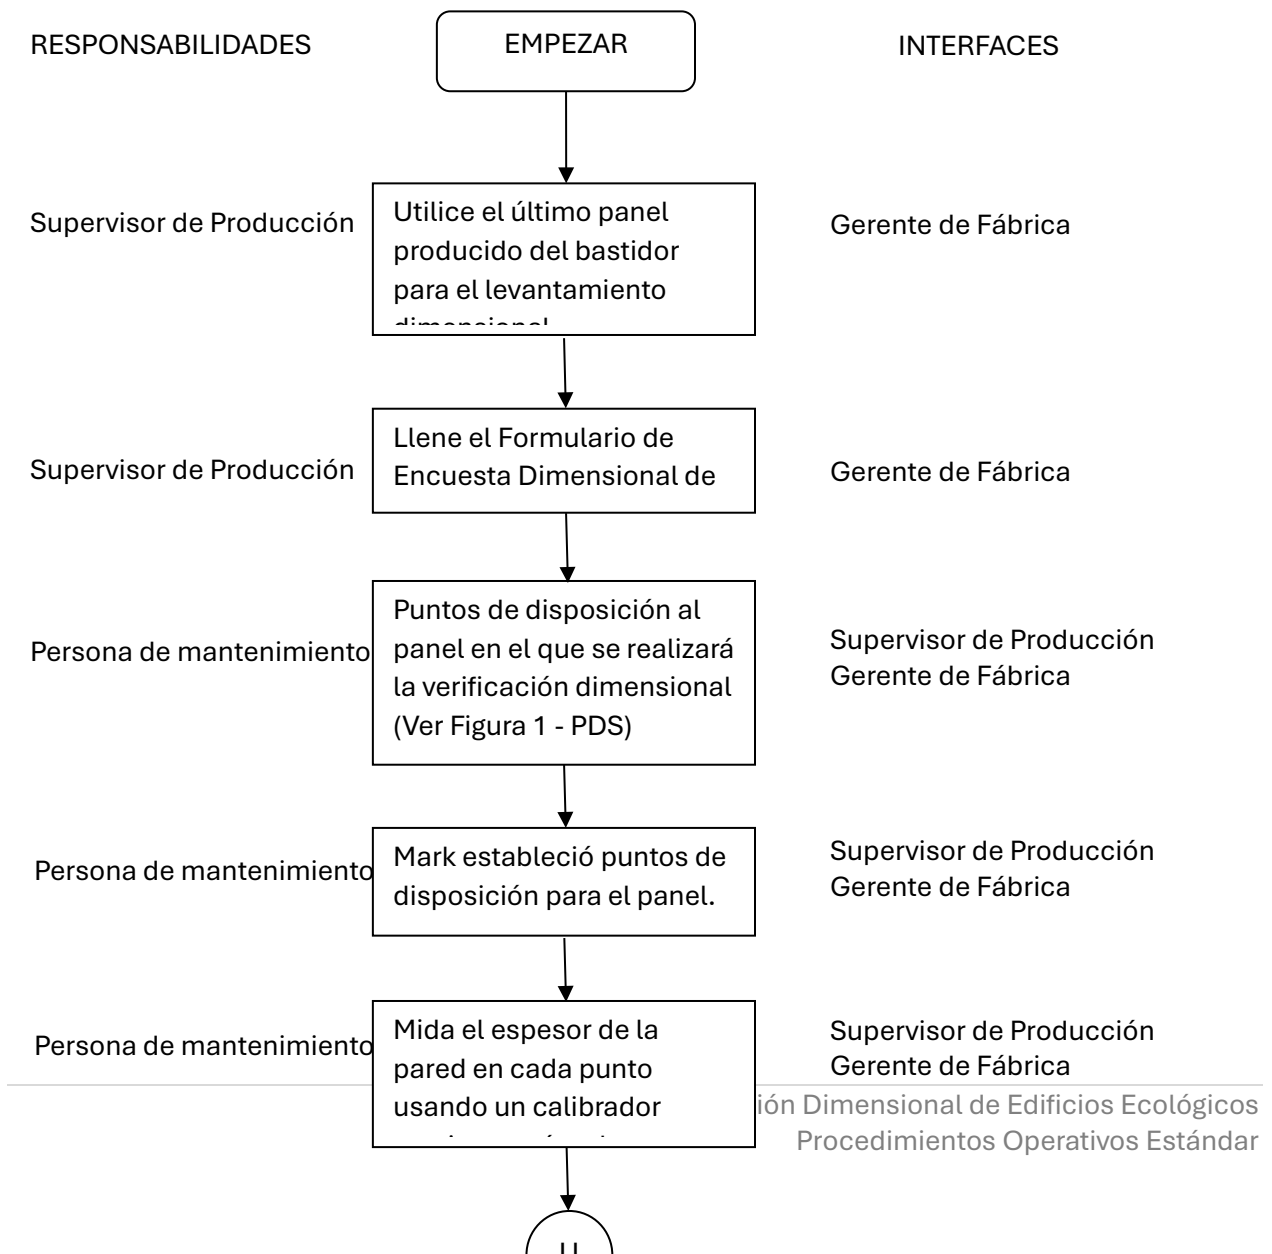 RESPONSABILIDADES
EMPEZAR
INTERFACES
Supervisor de Producción
Utilice el último panel
producido del bastidor
para el levantamiento
dimensional
Gerente de Fábrica
Supervisor de Producción
Llene el Formulario de
Encuesta Dimensional de
Gerente de Fábrica
Persona de mantenimiento
Puntos de disposición al
panel en el que se realizará
la verificación dimensional
(Ver Figura 1 - PDS)
Supervisor de Producción
Gerente de Fábrica
Persona de mantenimiento
Mark estableció puntos de
disposición para el panel.
Supervisor de Producción
Gerente de Fábrica
Persona de mantenimiento
Mida el espesor de la
pared en cada punto
usando un calibrador
Supervisor de Producción
Gerente de Fábrica
ión Dimensional de Edificios Ecológicos
Procedimientos Operativos Estándar